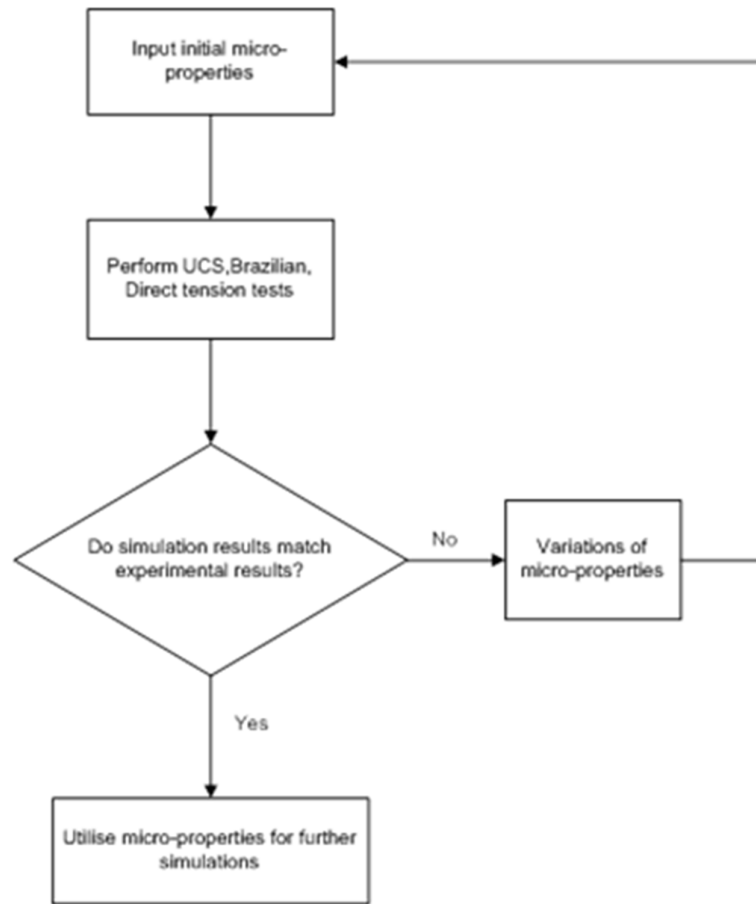 Input initial micro-
properties
Perform UCS,Brazilian,
Direct tension tests
Do simulation results match
experimental results?
No
Variations of
micro-properties
Yes
Utilise micro-properties for further
simulations